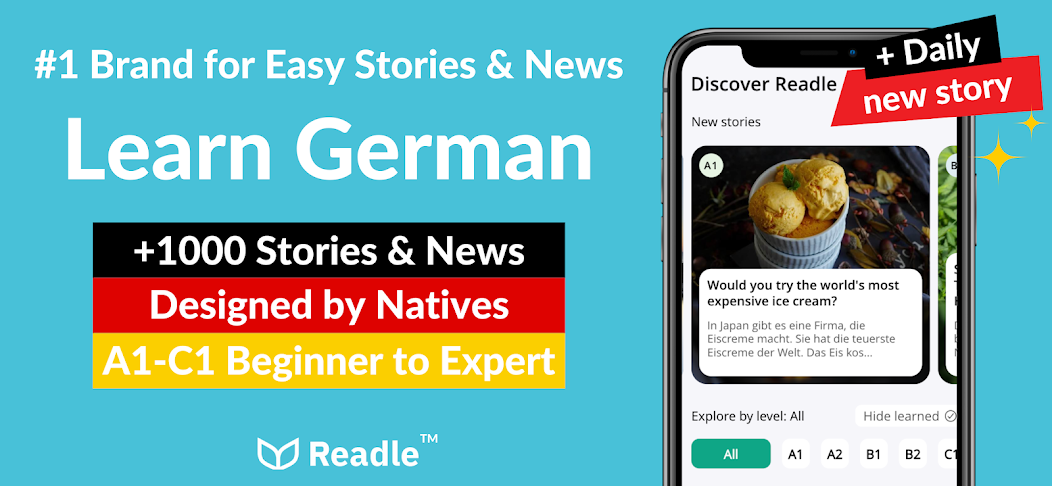 #1 Brand for Easy Stories & News
Learn German
+1000 Stories & News
Designed by Natives
A1-C1 Beginner to Expert
Readle™
+ Daily
new story
Discover Readle
New stories
A1
B
Would you try the world's most
expensive ice cream?
In Japan gibt es eine Firma, die
Eiscreme macht. Sie hat die teuerste
Eiscreme der Welt. Das Eis kos...
Explore by level: All
Hide learned
All
A1
A2
B1
B2
C1